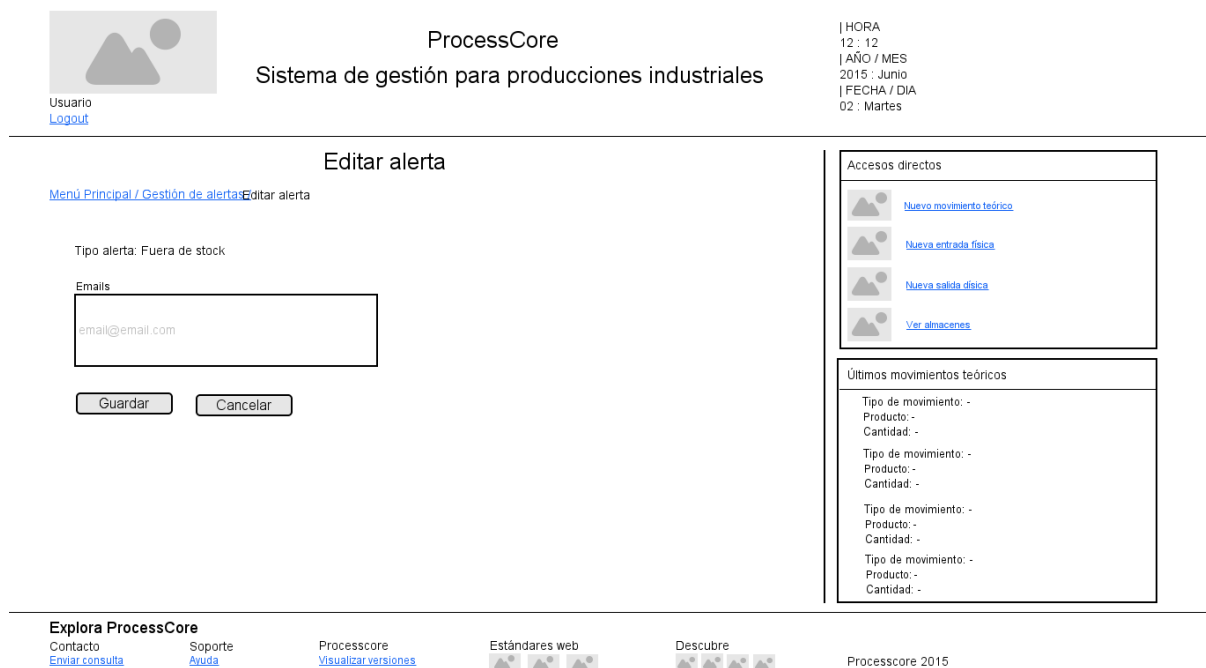 ProcessCore
Sistema de gestión para producciones industriales
Usuario
Logout
| HORA
12 : 12
| AÑO / MES
2015 : Junio
| FECHA / DIA
02 : Martes
Editar alerta
Menú Principal / Gestión de alertas / Editar alerta
Tipo alerta: Fuera de stock
Emails
email@email.com
Guardar Cancelar
Accesos directos
Nuevo movimiento teórico
Nueva entrada física
Nueva salida dísica
Ver almacenes
Últimos movimientos teóricos
Tipo de movimiento: -
Producto: -
Cantidad: -
Tipo de movimiento: -
Producto: -
Cantidad: -
Tipo de movimiento: -
Producto: -
Cantidad: -
Tipo de movimiento: -
Producto: -
Cantidad: -
Explora ProcessCore
Contacto
Enviar consulta
Soporte
Ayuda
Processcore
Visualizar versiones
Estándares web
Descubre
Processcore 2015